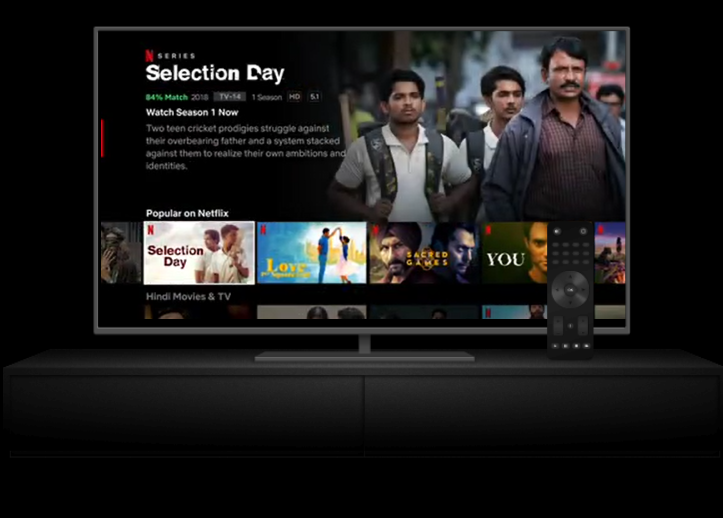 N SERIES
Selection Day
84% Match 2018 TV-14 1 Season HD 5.1
Watch Season 1 Now
Two teen cricket prodigies struggle against
their overbearing father and a system stacked
against them to realize their own ambitions and
identities.
Popular on Netflix
N
Selection
Day
N
Love
per Square Foot
N
SACRED
GAMES
N
YOU
N
Hindi Movies & TV
N